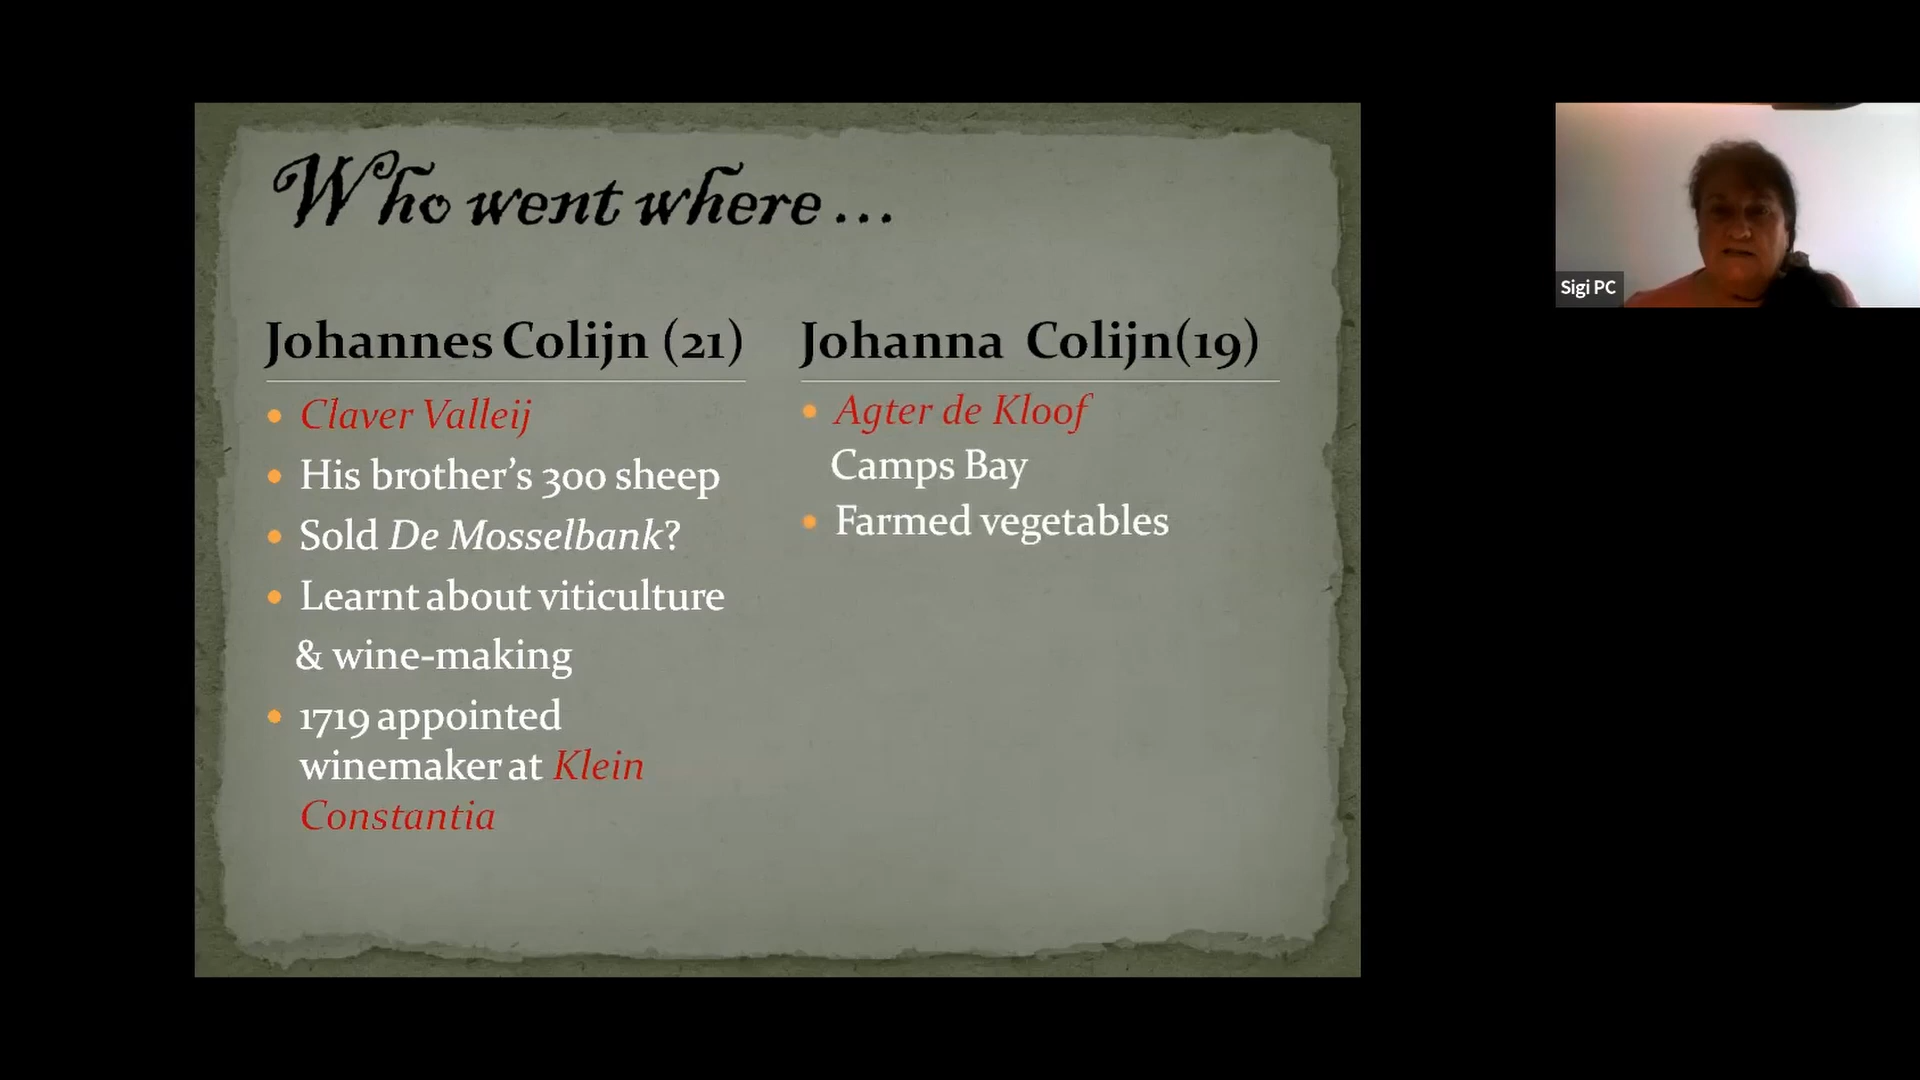 Who went where...
Johannes Colijn (21)
Claver Valleij
His brother's 300 sheep
Sold De Mosselbank?
Learnt about viticulture
& wine-making
1719 appointed
winemaker at Klein
Constantia
Johanna Colijn(19)
Agter de Kloof
Camps Bay
Farmed vegetables
Sigi PC